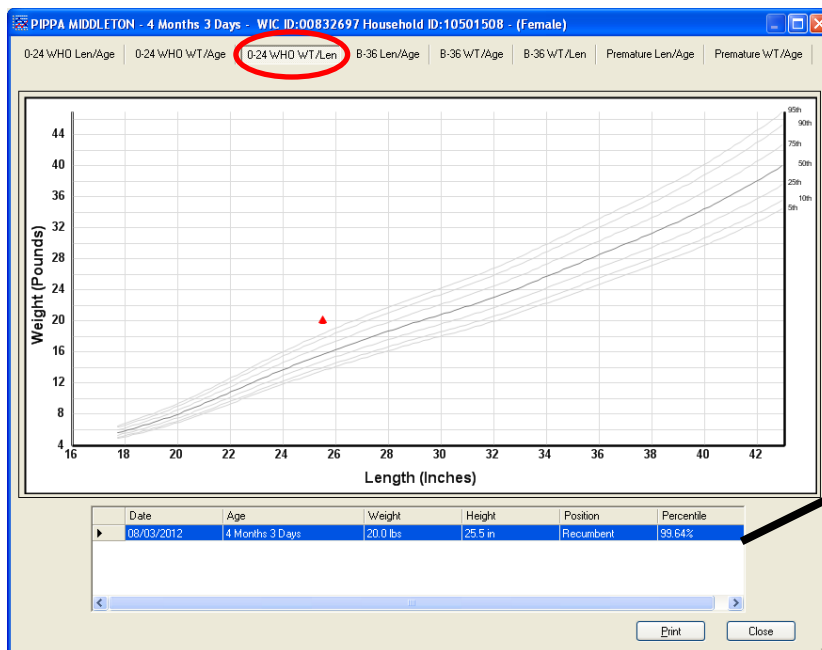 PIPPA MIDDLETON - 4 Months 3 Days - WIC ID:00832697 Household ID:10501508 - (Female)
0-24 WHO Len/Age 0-24 WHO WT/Age 0-24 WHO WT/Len B-36 Len/Age B-36 WT/Age B-36 WT/Len Premature Len/Age Premature WT/Age
95th
90th
75th
50th
25th
10th
5th
44
40
36
32
28
24
20
16
12
8
4
Weight (Pounds)
16 18 20 22 24 26 28 30 32 34 36 38 40 42
Length (Inches)
Date Age Weight Height Position Percentile
08/03/2012 4 Months 3 Days 20.0 lbs 25.5 in Recumbent 99.64%
Print Close